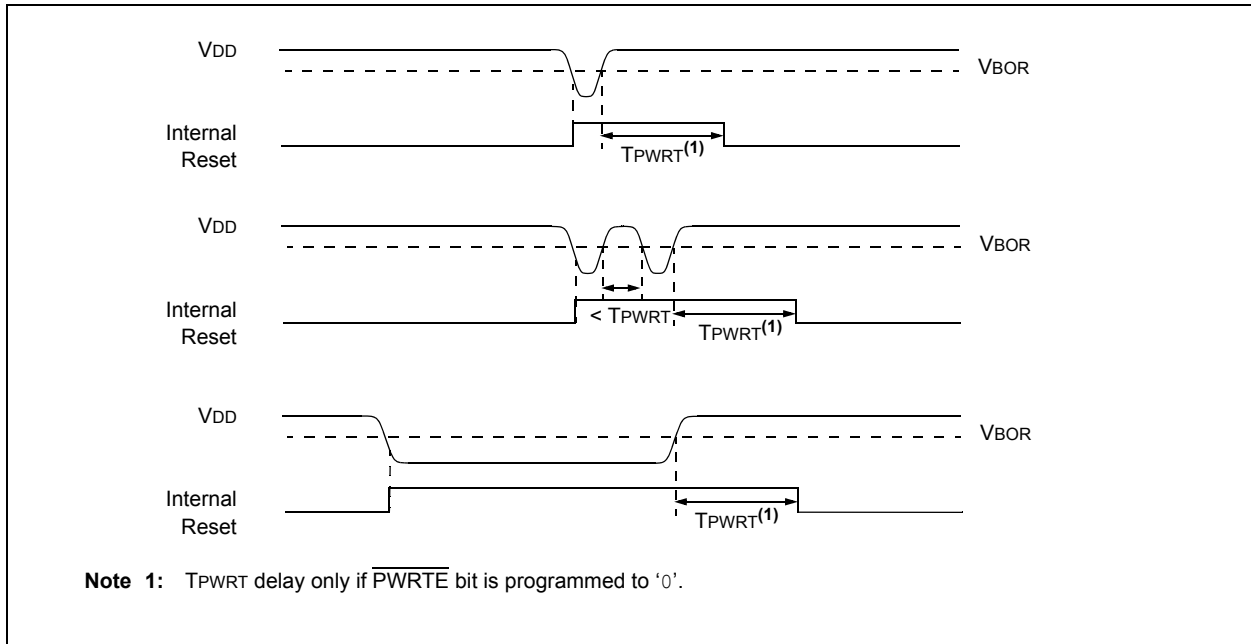 VDD
VBOR
Internal
Reset
TPWRT(1)
VDD
VBOR
Internal
Reset
< TPWRT
TPWRT(1)
VDD
VBOR
Internal
Reset
TPWRT(1)
Note 1: TPWRT delay only if PWRTE bit is programmed to ‘0’.